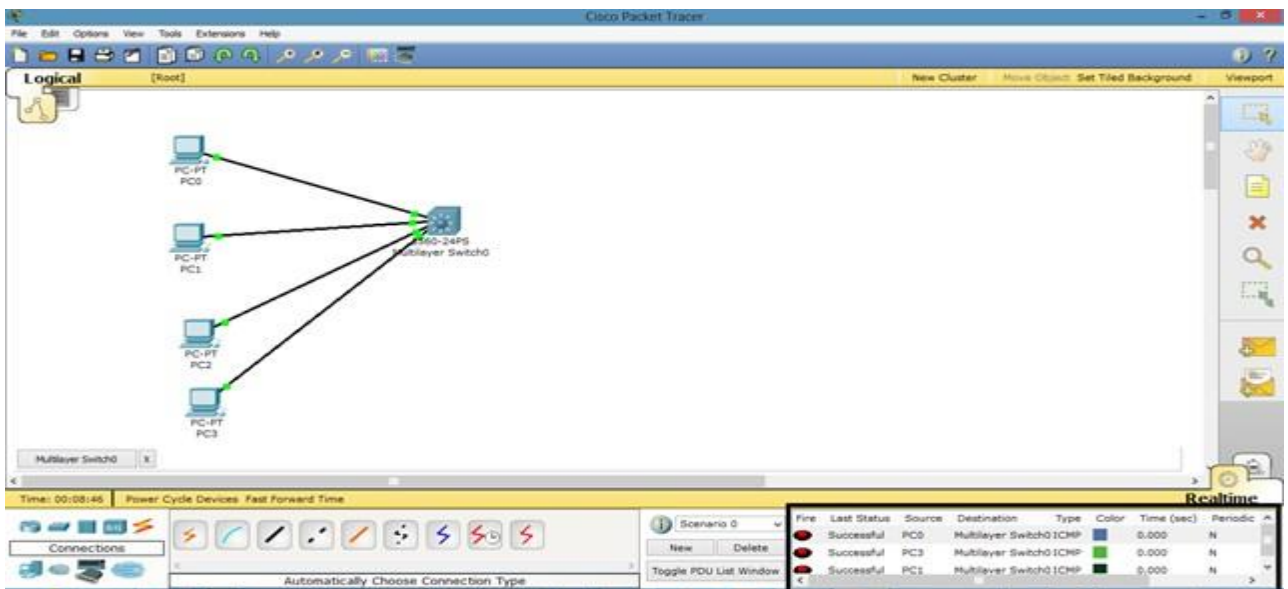 Cisco Packet Tracer
File Edit Options View Tools Extensions Help
Logical [Root] New Cluster Move Object Set Tiled Background Viewport
PC-PT
PC0
PC-PT
PC1
3560-24PS
Multilayer Switch0
PC-PT
PC2
PC-PT
PC3
Multilayer Switch0 X
Time: 00:08:46 Power Cycle Devices Fast Forward Time Realtime
Connections
Automatically Choose Connection Type
Scenario 0
New Delete
Toggle PDU List Window
Fire Last Status Source Destination Type Color Time (sec) Periodic
Successful PC0 Multilayer Switch0 ICMP 0.000 N
Successful PC3 Multilayer Switch0 ICMP 0.000 N
Successful PC1 Multilayer Switch0 ICMP 0.000 N